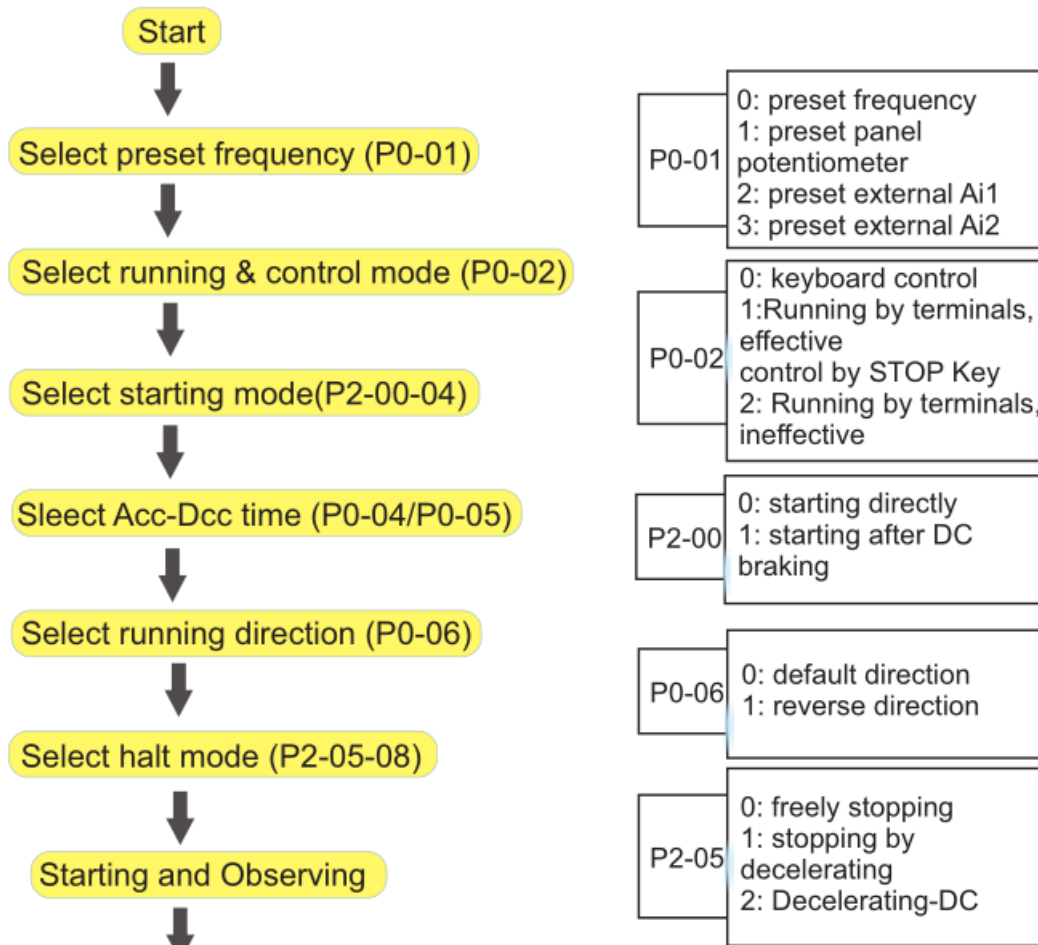 Start
Select preset frequency (P0-01)
Select running & control mode (P0-02)
Select starting mode(P2-00-04)
Sleect Acc-Dcc time (P0-04/P0-05)
Select running direction (P0-06)
Select halt mode (P2-05-08)
Starting and Observing
P0-01
0: preset frequency
1: preset panel
potentiometer
2: preset external Ai1
3: preset external Ai2
P0-02
0: keyboard control
1:Running by terminals,
effective
control by STOP Key
2: Running by terminals,
ineffective
P2-00
0: starting directly
1: starting after DC
braking
P0-06
0: default direction
1: reverse direction
P2-05
0: freely stopping
1: stopping by
decelerating
2: Decelerating-DC